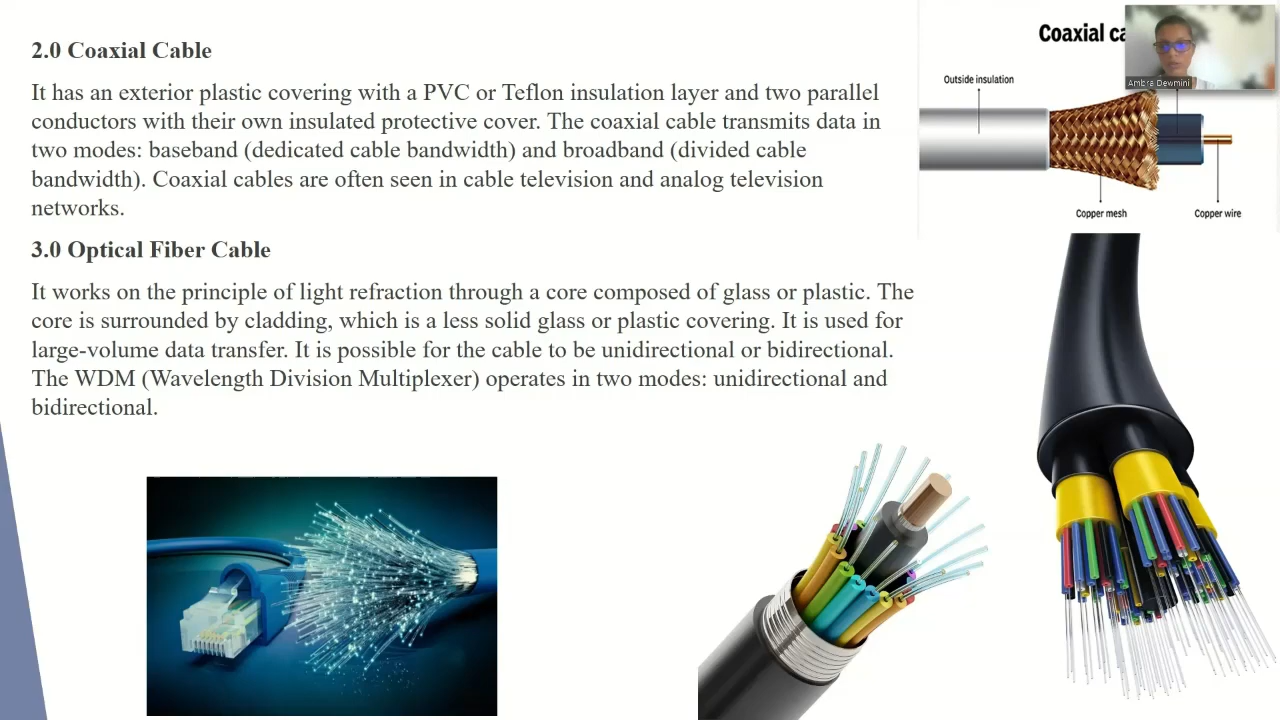 2.0 Coaxial Cable
It has an exterior plastic covering with a PVC or Teflon insulation layer and two parallel
conductors with their own insulated protective cover. The coaxial cable transmits data in
two modes: baseband (dedicated cable bandwidth) and broadband (divided cable
bandwidth). Coaxial cables are often seen in cable television and analog television
networks.
3.0 Optical Fiber Cable
It works on the principle of light refraction through a core composed of glass or plastic. The
core is surrounded by cladding, which is a less solid glass or plastic covering. It is used for
large-volume data transfer. It is possible for the cable to be unidirectional or bidirectional.
The WDM (Wavelength Division Multiplexer) operates in two modes: unidirectional and
bidirectional.
Coaxial
Ambra Dewmini
Outside insulation
Copper mesh
Copper wire